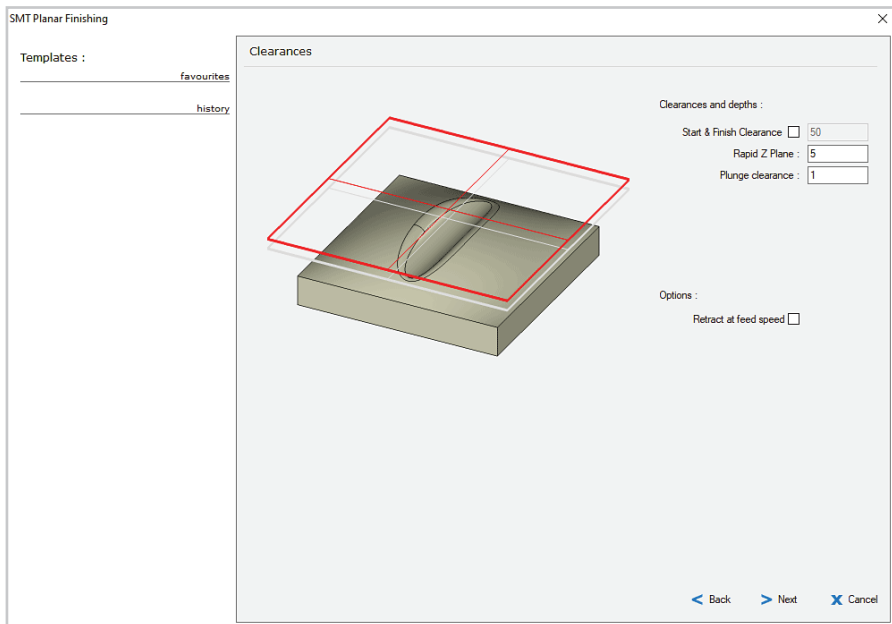 SMT Planar Finishing
Templates :
favourites
history
Clearances
Clearances and depths :
Start & Finish Clearance 50
Rapid Z Plane : 5
Plunge clearance : 1
Options :
Retract at feed speed
< Back > Next X Cancel